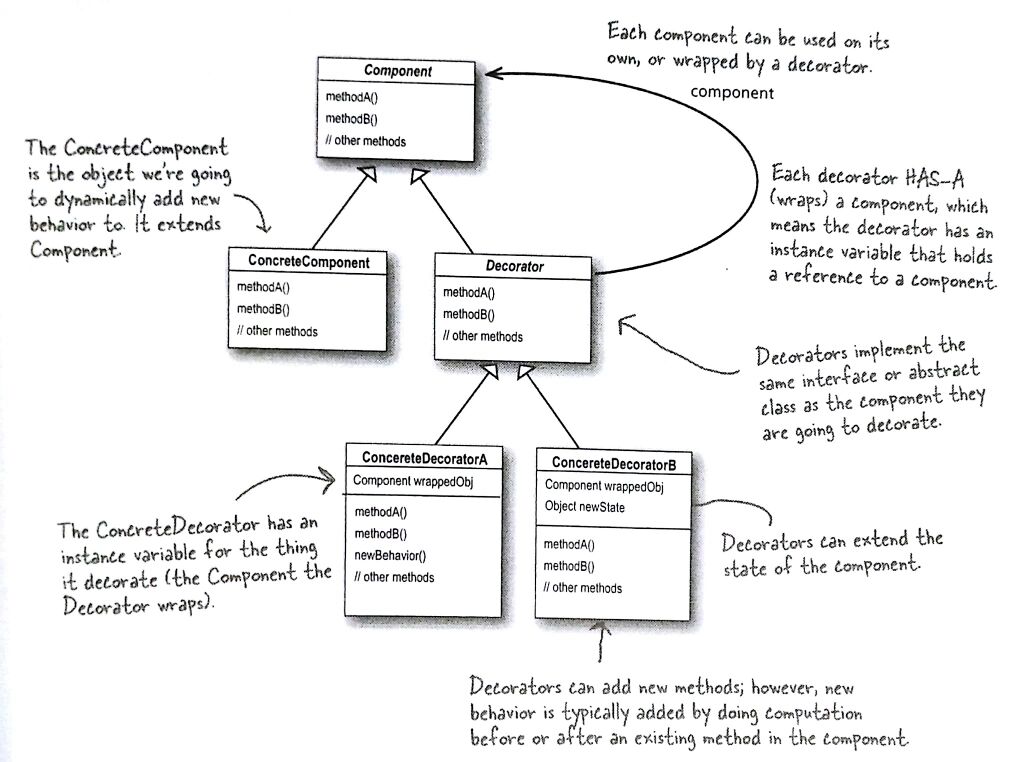 Each component can be used on its
own, or wrapped by a decorator.
component
Component
methodA()
methodB()
// other methods
The ConcreteComponent
is the object we're going
to dynamically add new
behavior to. It extends
Component.
Each decorator HAS-A
(wraps) a component, which
means the decorator has an
instance variable that holds
a reference to a component.
ConcreteComponent
methodA()
methodB()
// other methods
Decorator
methodA()
methodB()
// other methods
Decorators implement the
same interface or abstract
class as the component they
are going to decorate.
ConcereteDecoratorA
Component wrappedObj
methodA()
methodB()
newBehavior()
// other methods
ConcereteDecoratorB
Component wrappedObj
Object newState
methodA()
methodB()
// other methods
The ConcreteDecorator has an
instance variable for the thing
it decorate (the Component the
Decorator wraps).
Decorators can extend the
state of the component.
Decorators can add new methods; however, new
behavior is typically added by doing computation
before or after an existing method in the component.